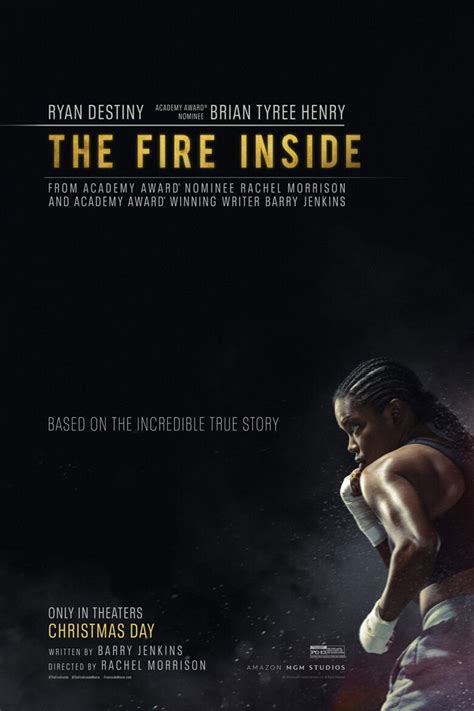 RYAN DESTINY ACADEMY AWARD® NOMINEE BRIAN TYREE HENRY
THE FIRE INSIDE
FROM ACADEMY AWARD® NOMINEE RACHEL MORRISON
AND ACADEMY AWARD® WINNING WRITER BARRY JENKINS
BASED ON THE INCREDIBLE TRUE STORY
ONLY IN THEATERS
CHRISTMAS DAY
WRITTEN BY BARRY JENKINS
DIRECTED BY RACHEL MORRISON
PG-13
AMAZON MGM STUDIOS